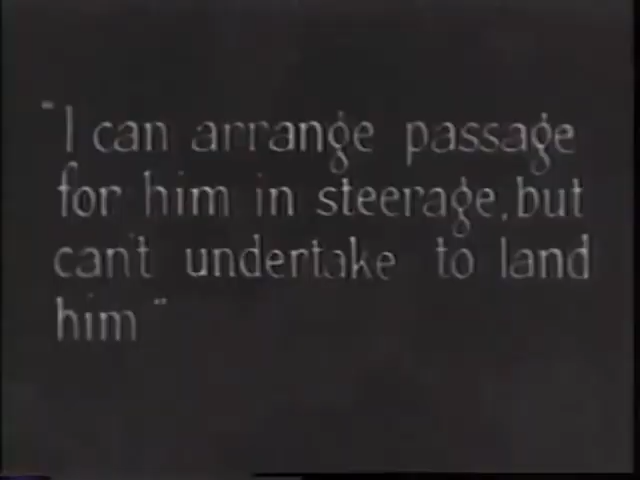 "I can arrange passage
for him in steerage, but
can't undertake to land
him"